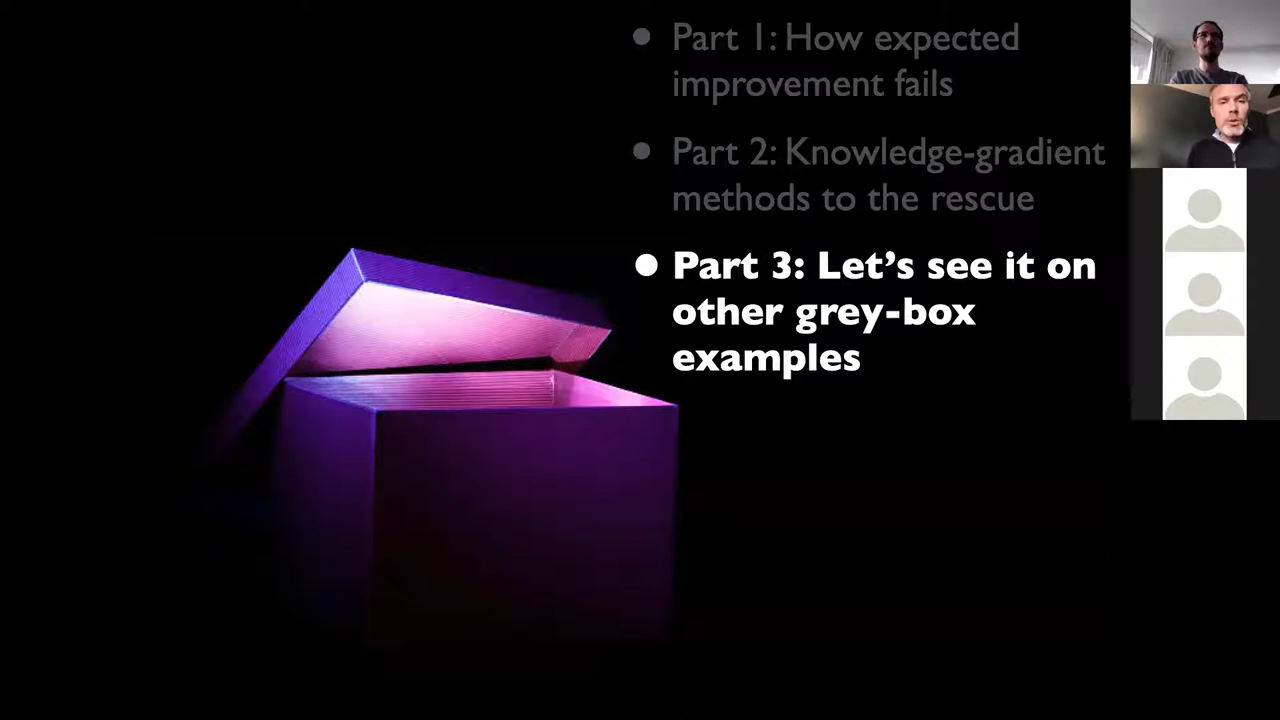 Part 1: How expected
improvement fails
Part 2: Knowledge-gradient
methods to the rescue
Part 3: Let’s see it on
other grey-box
examples